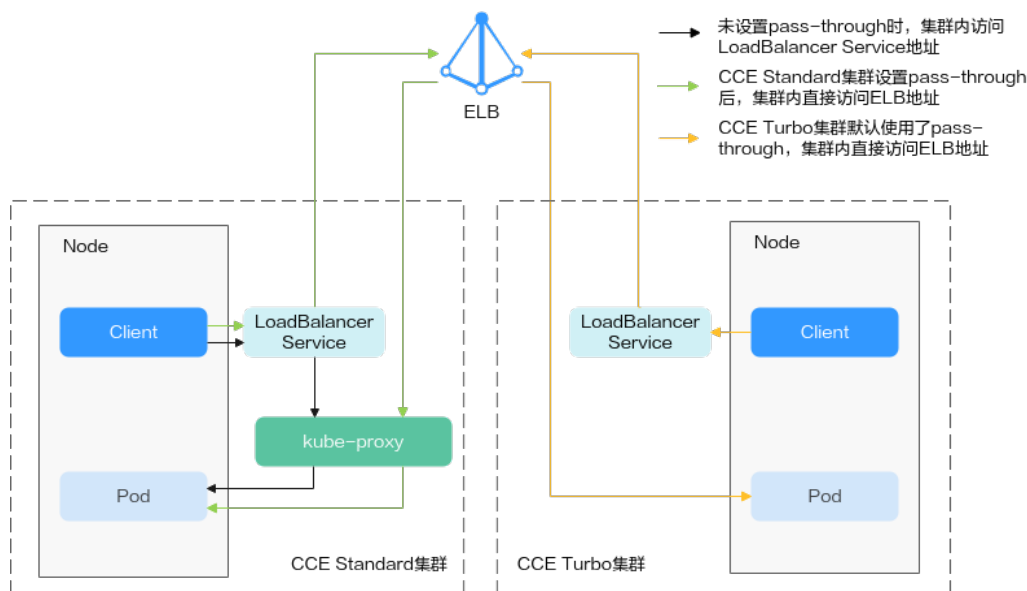 未设置pass-through时，集群内访问
LoadBalancer Service地址
CCE Standard集群设置pass-through
后，集群内直接访问ELB地址
CCE Turbo集群默认使用了pass-
through，集群内直接访问ELB地址
ELB
Node
Client
LoadBalancer
Service
kube-proxy
Pod
CCE Standard集群
Node
LoadBalancer
Service
Client
Pod
CCE Turbo集群